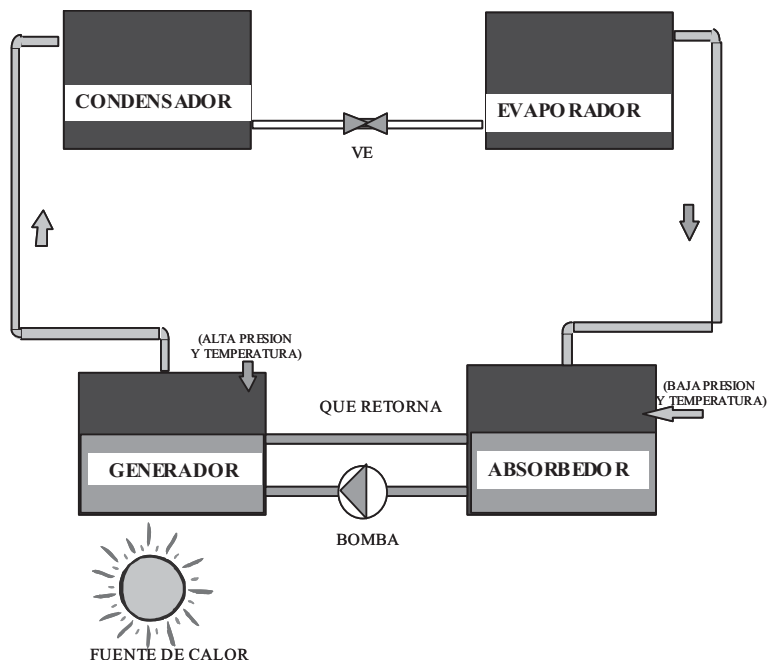 CONDENSADOR
EVAPORADOR
VE
(ALTA PRESION
Y TEMPERATURA)
QUE RETORNA
(BAJA PRESION
Y TEMPERATURA)
GENERADOR
ABSORBEDOR
BOMBA
FUENTE DE CALOR